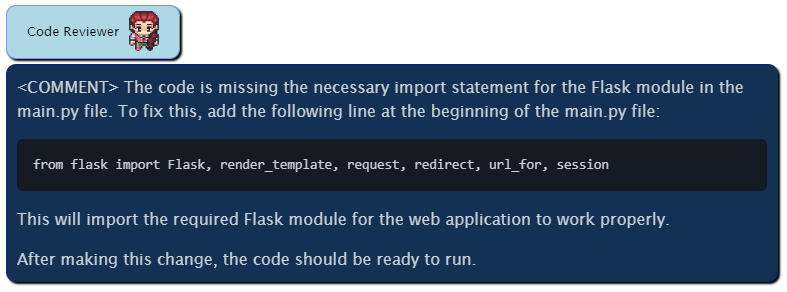 Code Reviewer
<COMMENT> The code is missing the necessary import statement for the Flask module in the
main.py file. To fix this, add the following line at the beginning of the main.py file:
from flask import Flask, render_template, request, redirect, url_for, session
This will import the required Flask module for the web application to work properly.
After making this change, the code should be ready to run.